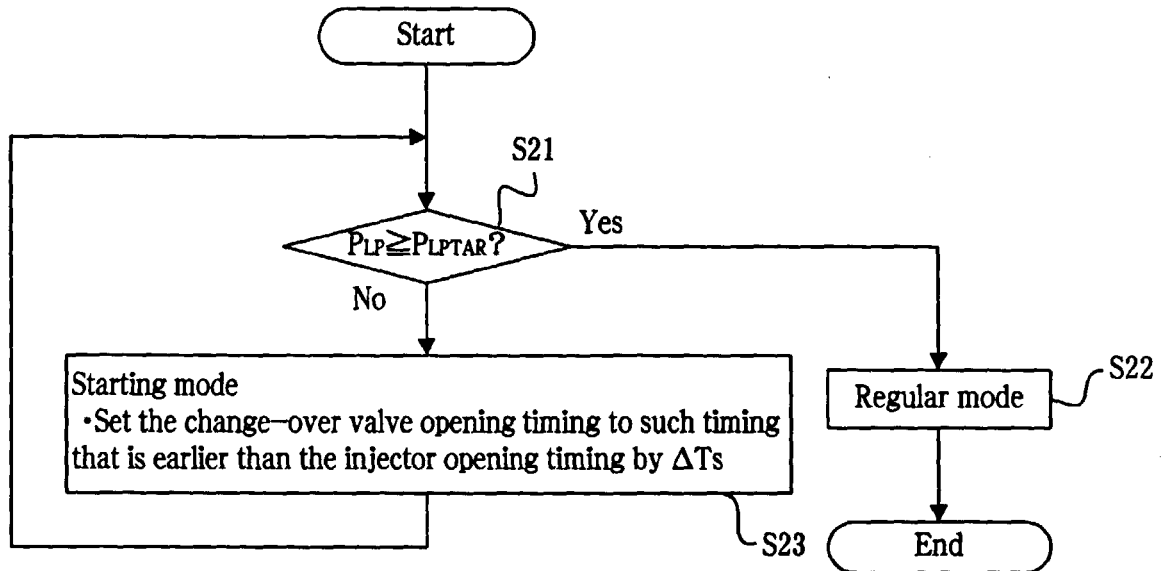 Start
S21
PLP≧PLPTAR?
Yes
No
Starting mode
・Set the change-over valve opening timing to such timing
that is earlier than the injector opening timing by ΔTs
S23
Regular mode
S22
End